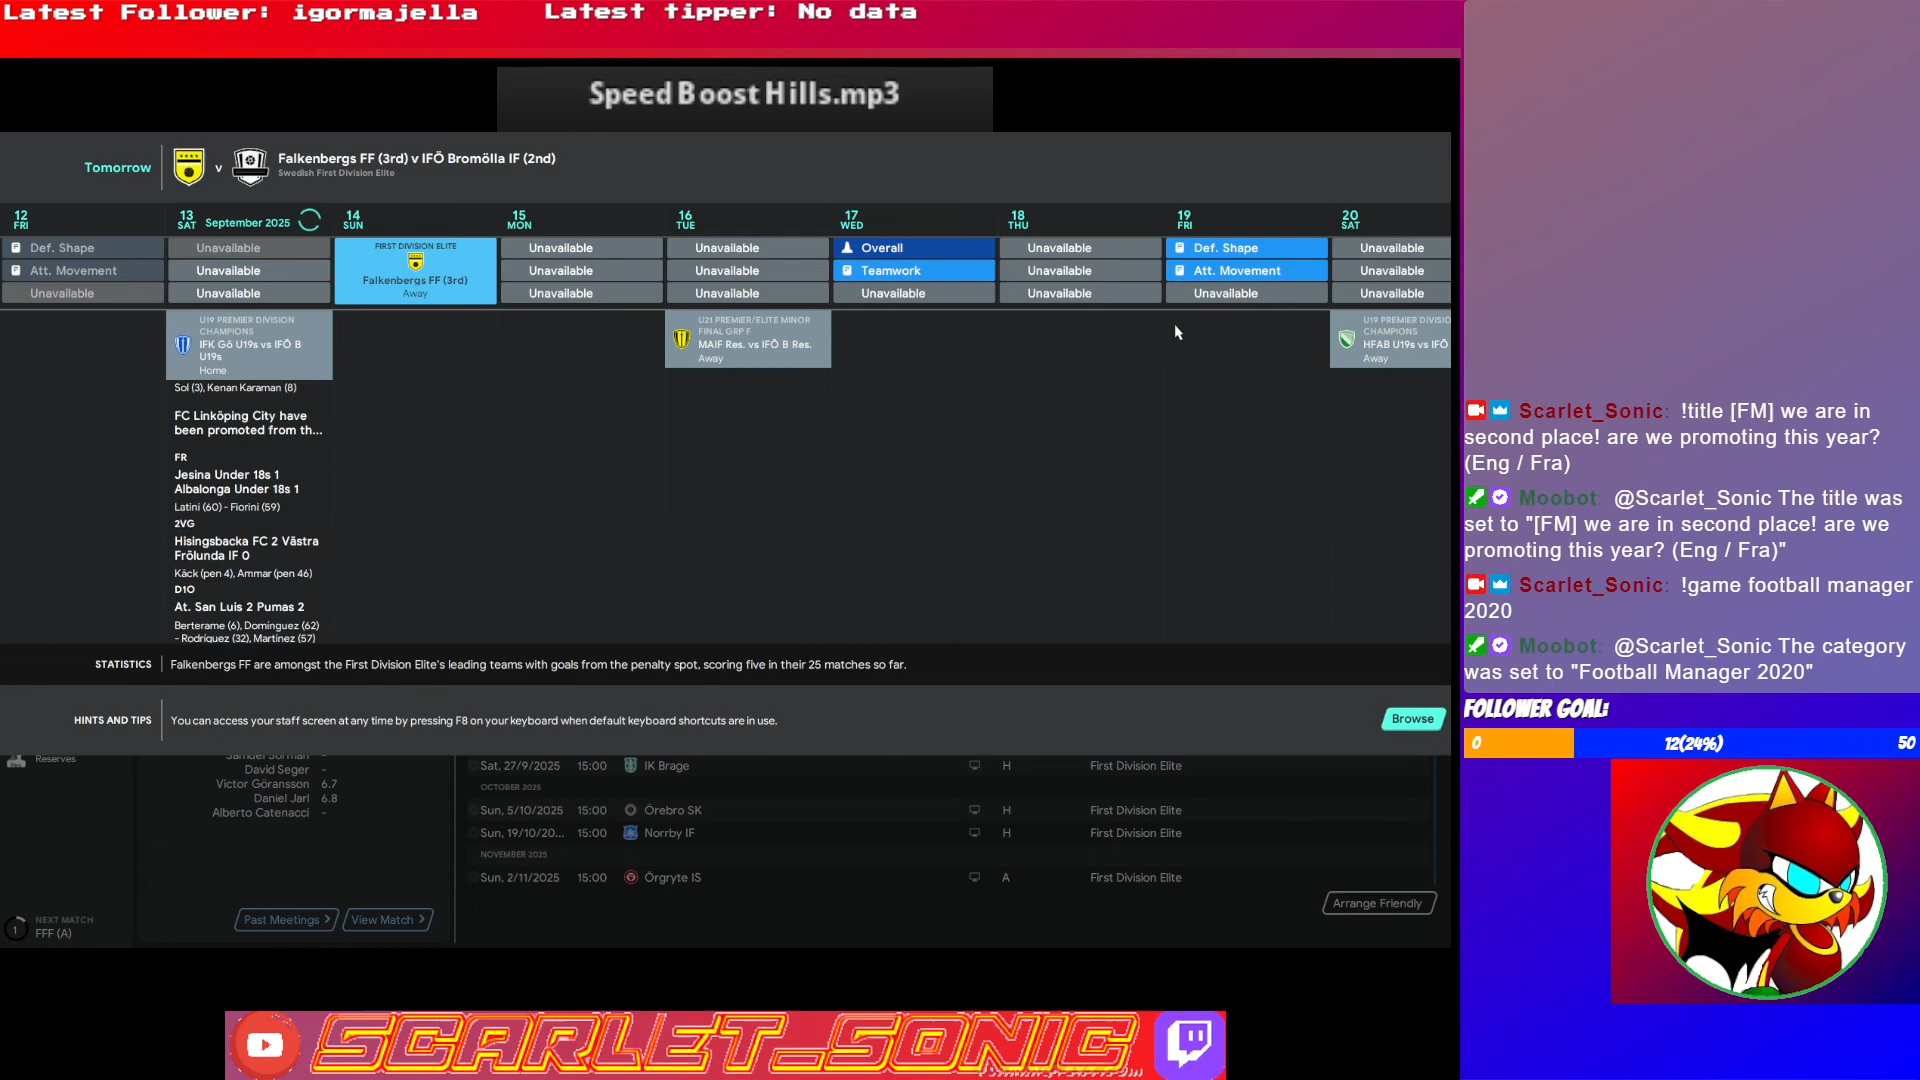 Latest Follower: igormajella Latest tipper: No data
Speed Boost Hills.mp3
Tomorrow v Falkenbergs FF (3rd) v IFÖ Bromölla IF (2nd)
Swedish First Division Elite
12 13 14 15 16 17 18 19 20
FRI SAT September 2025 SUN MON TUE WED THU FRI SAT
Def. Shape Unavailable FIRST DIVISION ELITE Unavailable Unavailable Overall Unavailable Def. Shape Unavailable
Att. Movement Unavailable Falkenbergs FF (3rd) Unavailable Unavailable Teamwork Unavailable Att. Movement Unavailable
Unavailable Unavailable Away Unavailable Unavailable Unavailable Unavailable Unavailable Unavailable
U19 PREMIER DIVISION
CHAMPIONS
IFK Gö U19s vs IFÖ B
U19s
Home
U21 PREMIER/ELITE MINOR
FINAL GRP F
MAIF Res. vs IFÖ B Res.
Away
U19 PREMIER DIVISIO
CHAMPIONS
HFAB U19s vs IFÖ
Away
Sol (3), Kenan Karaman (8)
FC Linköping City have
been promoted from th...
FR
Jesina Under 18s 1
Albalonga Under 18s 1
Latini (60) - Fiorini (59)
2VG
Hisingsbacka FC 2 Västra
Frölunda IF 0
Käck (pen 4), Ammar (pen 46)
D1O
At. San Luis 2 Pumas 2
Berterame (6), Domínguez (62)
- Rodríguez (32), Martínez (57)
STATISTICS Falkenbergs FF are amongst the First Division Elite's leading teams with goals from the penalty spot, scoring five in their 25 matches so far.
HINTS AND TIPS You can access your staff screen at any time by pressing F8 on your keyboard when default keyboard shortcuts are in use.
Browse
Reserves
Samuel Sörman -
David Seger -
Victor Göransson 6.7
Daniel Jarl 6.8
Alberto Catenacci -
Past Meetings > View Match >
NEXT MATCH
1 FFF (A)
Sat, 27/9/2025 15:00 IK Brage H First Division Elite
OCTOBER 2025
Sun, 5/10/2025 15:00 Örebro SK H First Division Elite
Sun, 19/10/20... 15:00 Norrby IF H First Division Elite
NOVEMBER 2025
Sun, 2/11/2025 15:00 Örgryte IS A First Division Elite
Arrange Friendly
Scarlet_Sonic: !title [FM] we are in
second place! are we promoting this year?
(Eng / Fra)
Moobot: @Scarlet_Sonic The title was
set to "[FM] we are in second place! are we
promoting this year? (Eng / Fra)"
Scarlet_Sonic: !game football manager
2020
Moobot: @Scarlet_Sonic The category
was set to "Football Manager 2020"
FOLLOWER GOAL:
0 12(24%) 50
SCARLET_SONIC